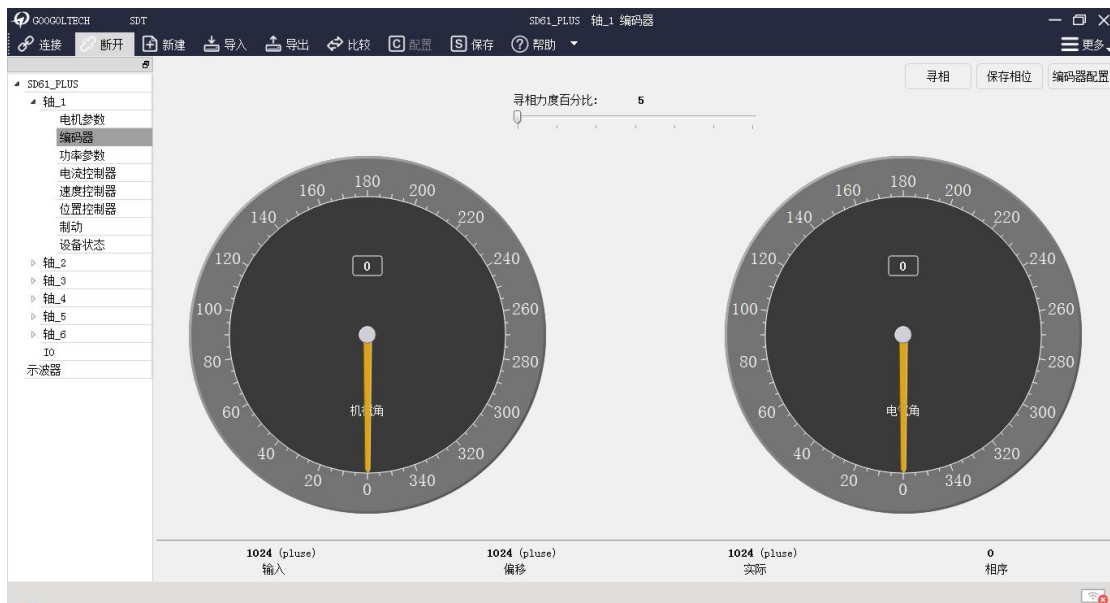 GOOGOLTECH SDT SD61_PLUS 轴_1 编码器
连接 断开 新建 导入 导出 比较 C 配置 S 保存 ? 帮助 更多
SD61_PLUS
轴_1
电机参数
编码器
功率参数
电流控制器
速度控制器
位置控制器
制动
设备状态
轴_2
轴_3
轴_4
轴_5
轴_6
IO
示波器
寻相 保存相位 编码器配置
寻相力度百分比: 5
0 20 40 60 80 100 120 140 160 180 200 220 240 260 280 300 320 340
0
机械角
0 20 40 60 80 100 120 140 160 180 200 220 240 260 280 300 320 340
0
电气角
1024 (pluse) 1024 (pluse) 1024 (pluse) 0
输入 偏移 实际 相序